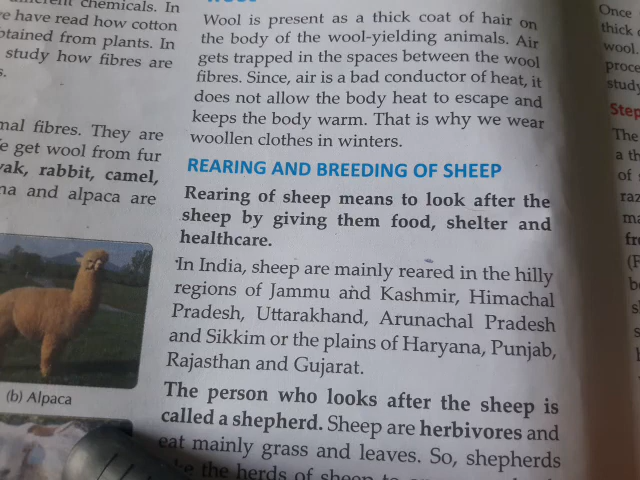 chemicals. In
have read how cotton
obtained from plants. In
study how fibres are
fibres. They are
get wool from fur
yak, rabbit, camel,
and alpaca are
(b) Alpaca
Wool is present as a thick coat of hair on
the body of the wool-yielding animals. Air
gets trapped in the spaces between the wool
fibres. Since, air is a bad conductor of heat, it
does not allow the body heat to escape and
keeps the body warm. That is why we wear
woollen clothes in winters.
REARING AND BREEDING OF SHEEP
Rearing of sheep means to look after the
sheep by giving them food, shelter and
healthcare.
In India, sheep are mainly reared in the hilly
regions of Jammu and Kashmir, Himachal
Pradesh, Uttarakhand, Arunachal Pradesh
and Sikkim or the plains of Haryana, Punjab,
Rajasthan and Gujarat.
The person who looks after the sheep is
called a shepherd. Sheep are herbivores and
eat mainly grass and leaves. So, shepherds
the herds of sheep to
Once
thick
wool.
study
Step
The
a th
of